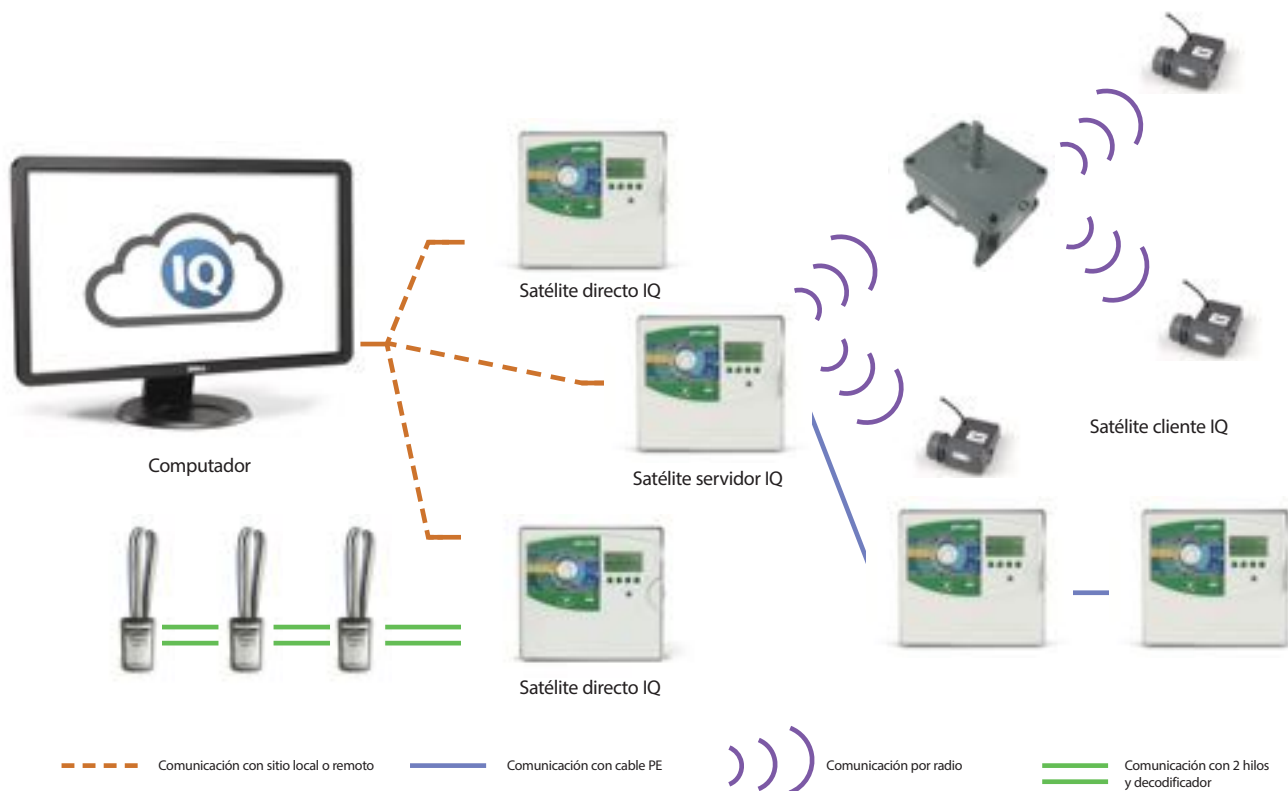 IQ
Satélite directo IQ
Computador
Satélite servidor IQ
Satélite cliente IQ
Satélite directo IQ
Comunicación con sitio local o remoto
Comunicación con cable PE
Comunicación por radio
Comunicación con 2 hilos
y decodificador